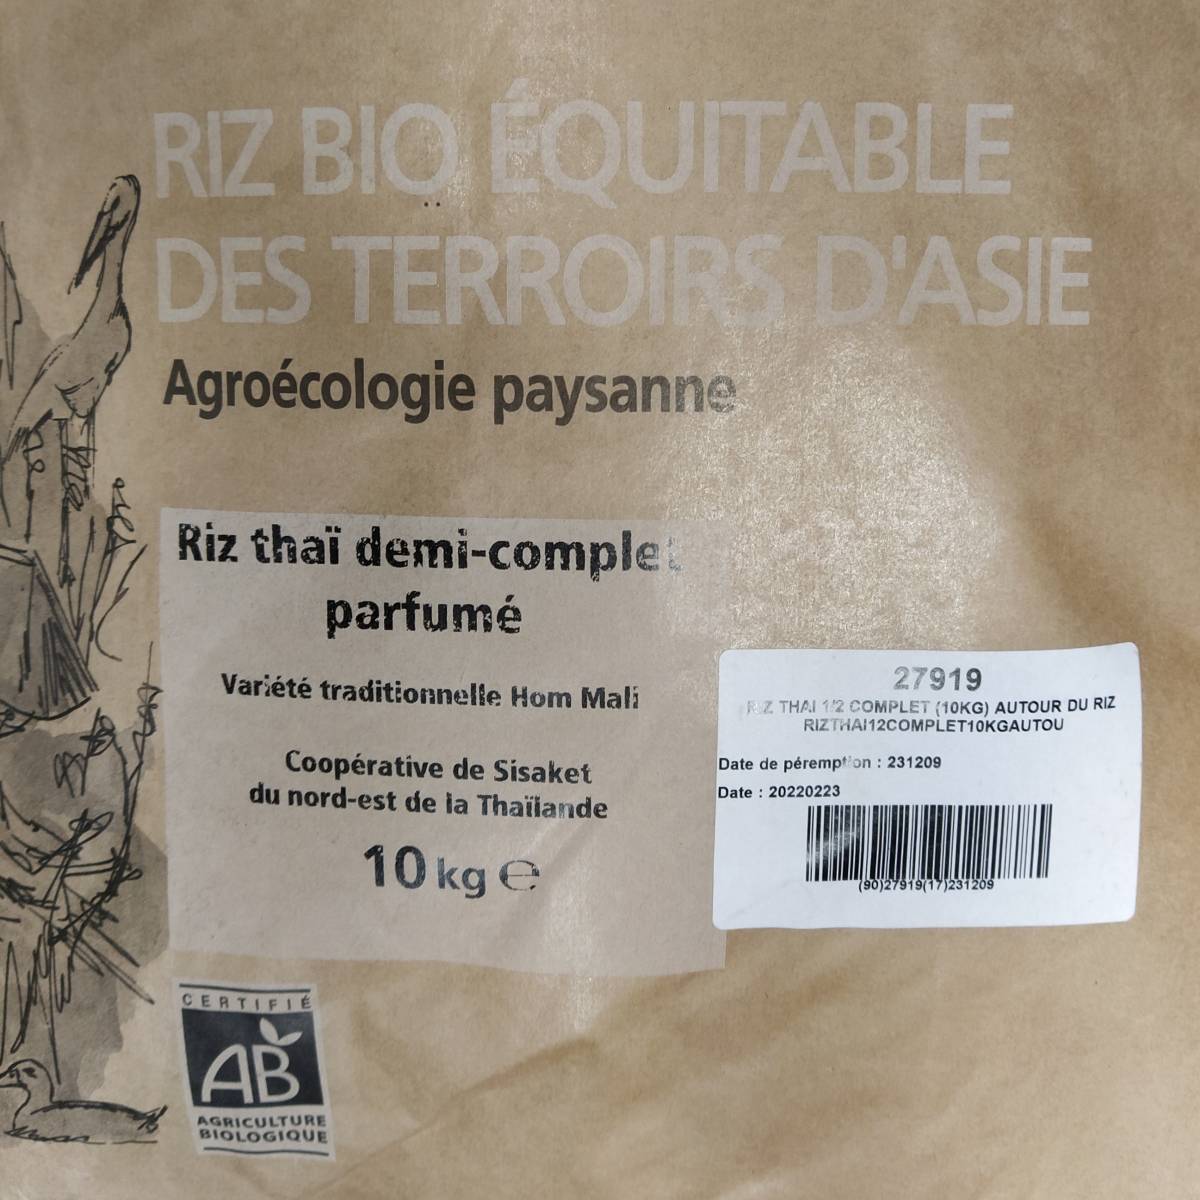 RIZ BIO ÉQUITABLE
DES TERROIRS D'ASIE
Agroécologie paysanne
Riz thaï demi-complet
parfumé
Variété traditionnelle Hom Mali
Coopérative de Sisaket
du nord-est de la Thaïlande
10 kg ℮
27919
RIZ THAI 1/2 COMPLET (10KG) AUTOUR DU RIZ
RIZTHAI12COMPLET10KGAUTOU
Date de péremption : 231209
Date : 20220223
(90)27919(17)231209
CERTIFIÉ
AB
AGRICULTURE
BIOLOGIQUE